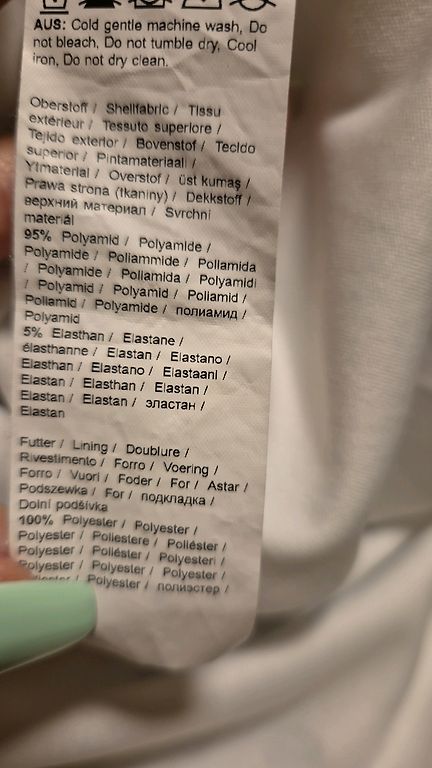 AUS: Cold gentle machine wash, Do
not bleach, Do not tumble dry, Cool
iron, Do not dry clean.
Oberstoff / Shellfabric / Tissu
extérieur / Tessuto superiore /
Tejido exterior / Bovenstof / Tecido
superior / Pintamateriaali /
Ytmaterial / Overstof / üst kumaş /
Prawa strona (tkaniny) / Dekkstoff /
верхний материал / Svrchní
materiál
95% Polyamid / Polyamide /
Polyamide / Poliammide / Poliamida
/ Polyamide / Poliamida / Polyamidi
/ Polyamid / Polyamid / Poliamid /
Poliamid / Polyamide / полиамид /
Polyamid
5% Elasthan / Elastane /
élasthanne / Elastan / Elastano /
Elasthan / Elastano / Elastaani /
Elastan / Elasthan / Elastan /
Elastan / Elastan / эластан /
Elastan
Futter / Lining / Doublure /
Rivestimento / Forro / Voering /
Forro / Vuori / Foder / For / Astar /
Podszewka / For / подкладка /
Dolní podšívka
100% Polyester / Polyester /
Polyester / Poliestere / Poliéster /
Polyester / Poliéster / Polyesteri /
Polyester / Polyester / Polyester /
/ Polyester / полиэстер /